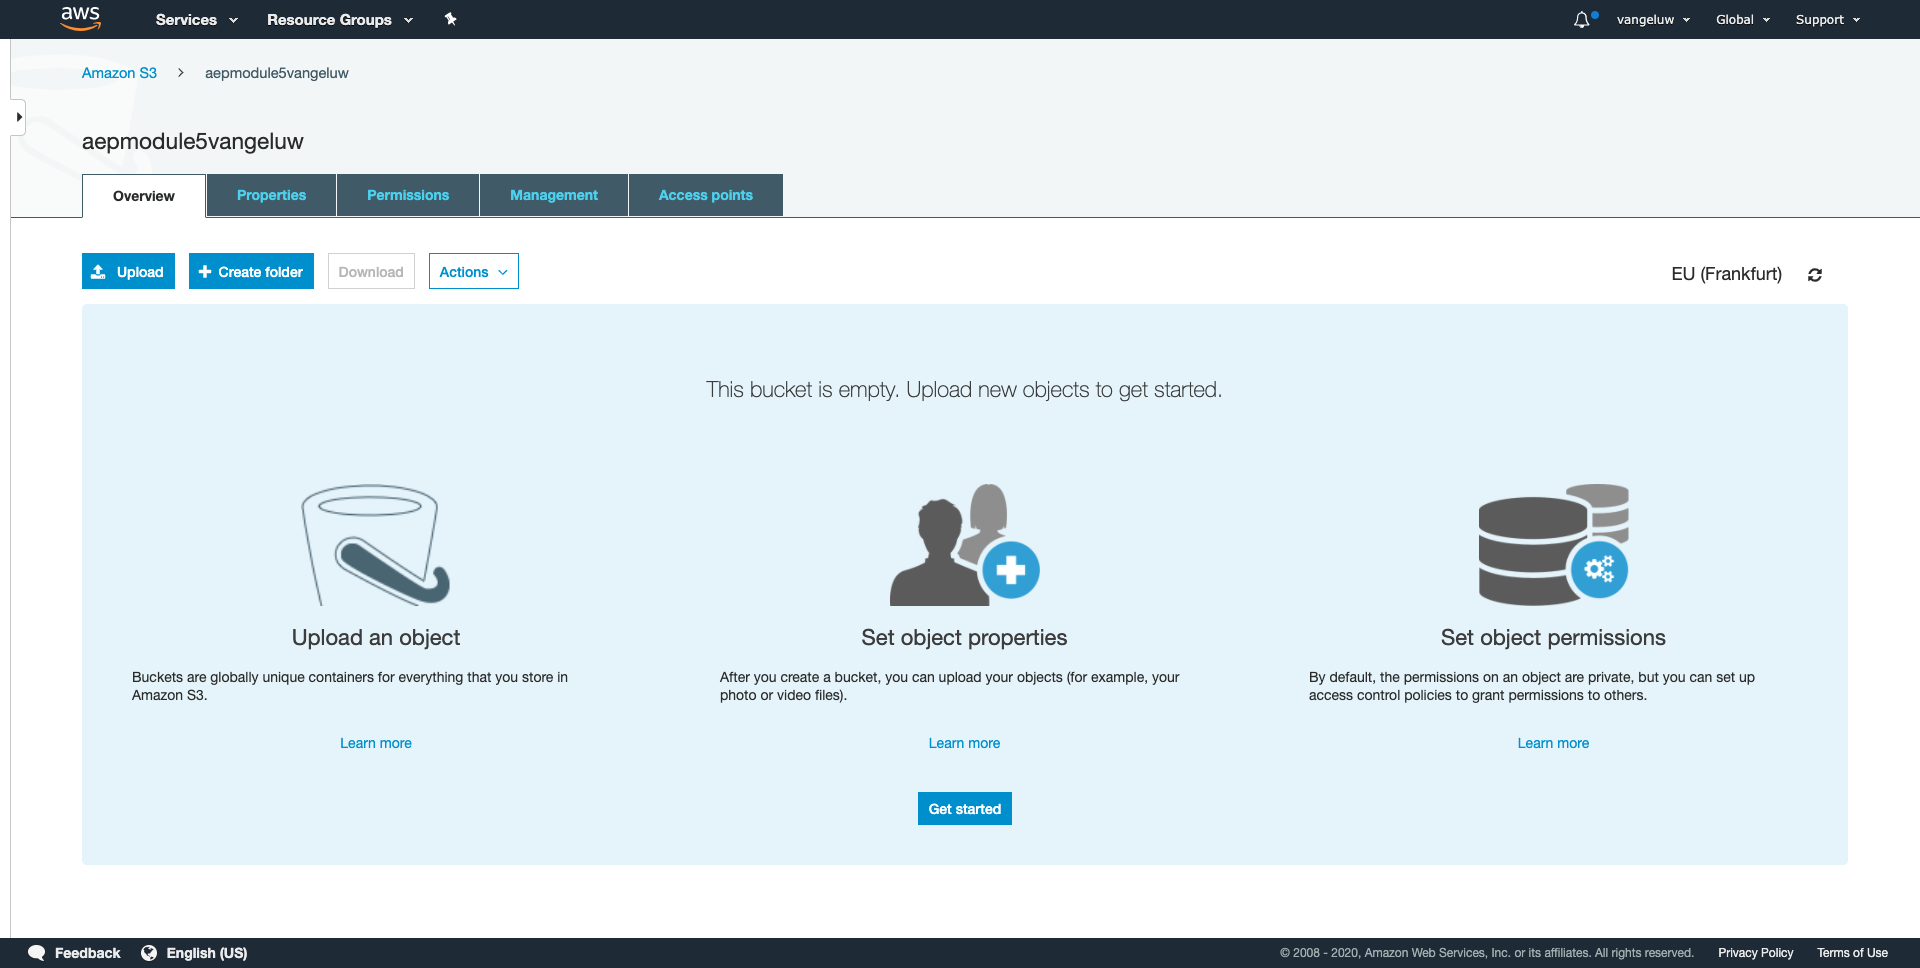 aws Services Resource Groups vangeluw Global Support
Amazon S3 aepmodule5vangeluw
aepmodule5vangeluw
Overview Properties Permissions Management Access points
Upload Create folder Download Actions EU (Frankfurt)
This bucket is empty. Upload new objects to get started.
Upload an object
Buckets are globally unique containers for everything that you store in
Amazon S3.
Learn more
Set object properties
After you create a bucket, you can upload your objects (for example, your
photo or video files).
Learn more
Set object permissions
By default, the permissions on an object are private, but you can set up
access control policies to grant permissions to others.
Learn more
Get started
Feedback English (US) © 2008 - 2020, Amazon Web Services, Inc. or its affiliates. All rights reserved. Privacy Policy Terms of Use